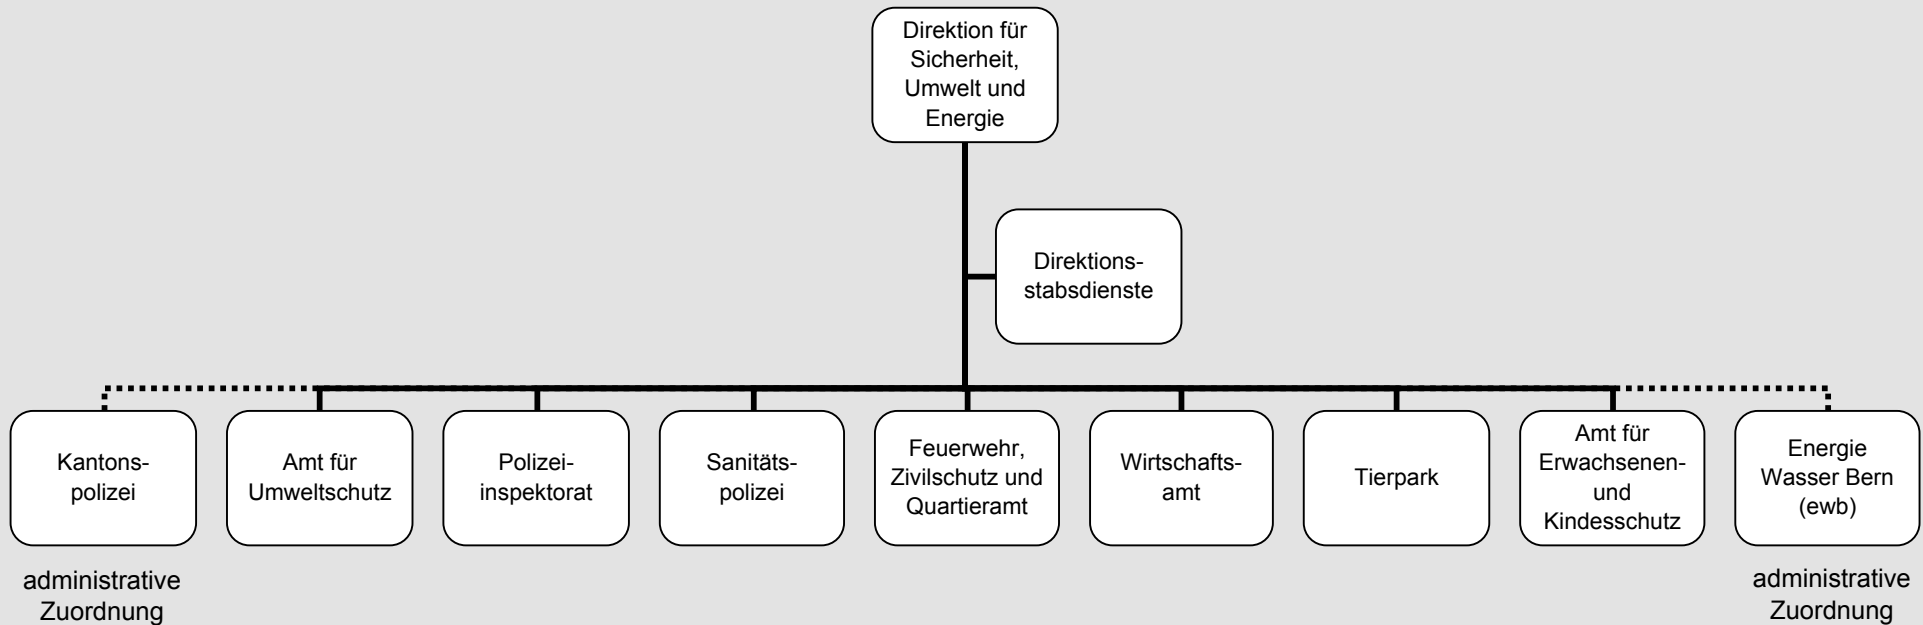 Direktion für
Sicherheit,
Umwelt und
Energie
Direktions-
stabsdienste
Kantons-
polizei
Amt für
Umweltschutz
Polizei-
inspektorat
Sanitäts-
polizei
Feuerwehr,
Zivilschutz und
Quartieramt
Wirtschafts-
amt
Tierpark
Amt für
Erwachsenen-
und
Kindesschutz
Energie
Wasser Bern
(ewb)
administrative
Zuordnung
administrative
Zuordnung